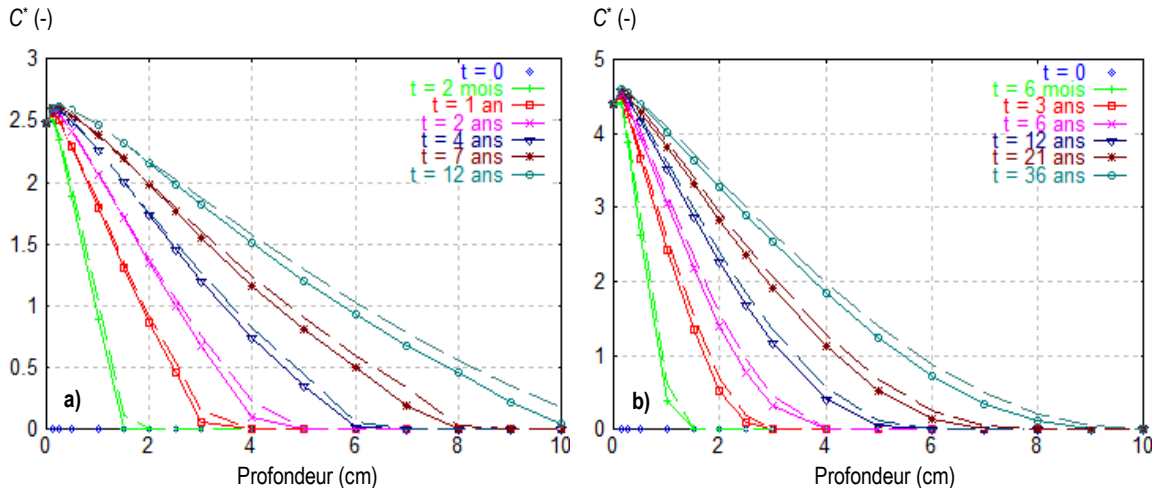 C* (-)
3
2.5
2
1.5
1
0.5
0
0
2
4
6
8
10
t = 0
t = 2 mois
t = 1 an
t = 2 ans
t = 4 ans
t = 7 ans
t = 12 ans
a)
Profondeur (cm)
C* (-)
5
4
3
2
1
0
0
2
4
6
8
10
t = 0
t = 6 mois
t = 3 ans
t = 6 ans
t = 12 ans
t = 21 ans
t = 36 ans
b)
Profondeur (cm)